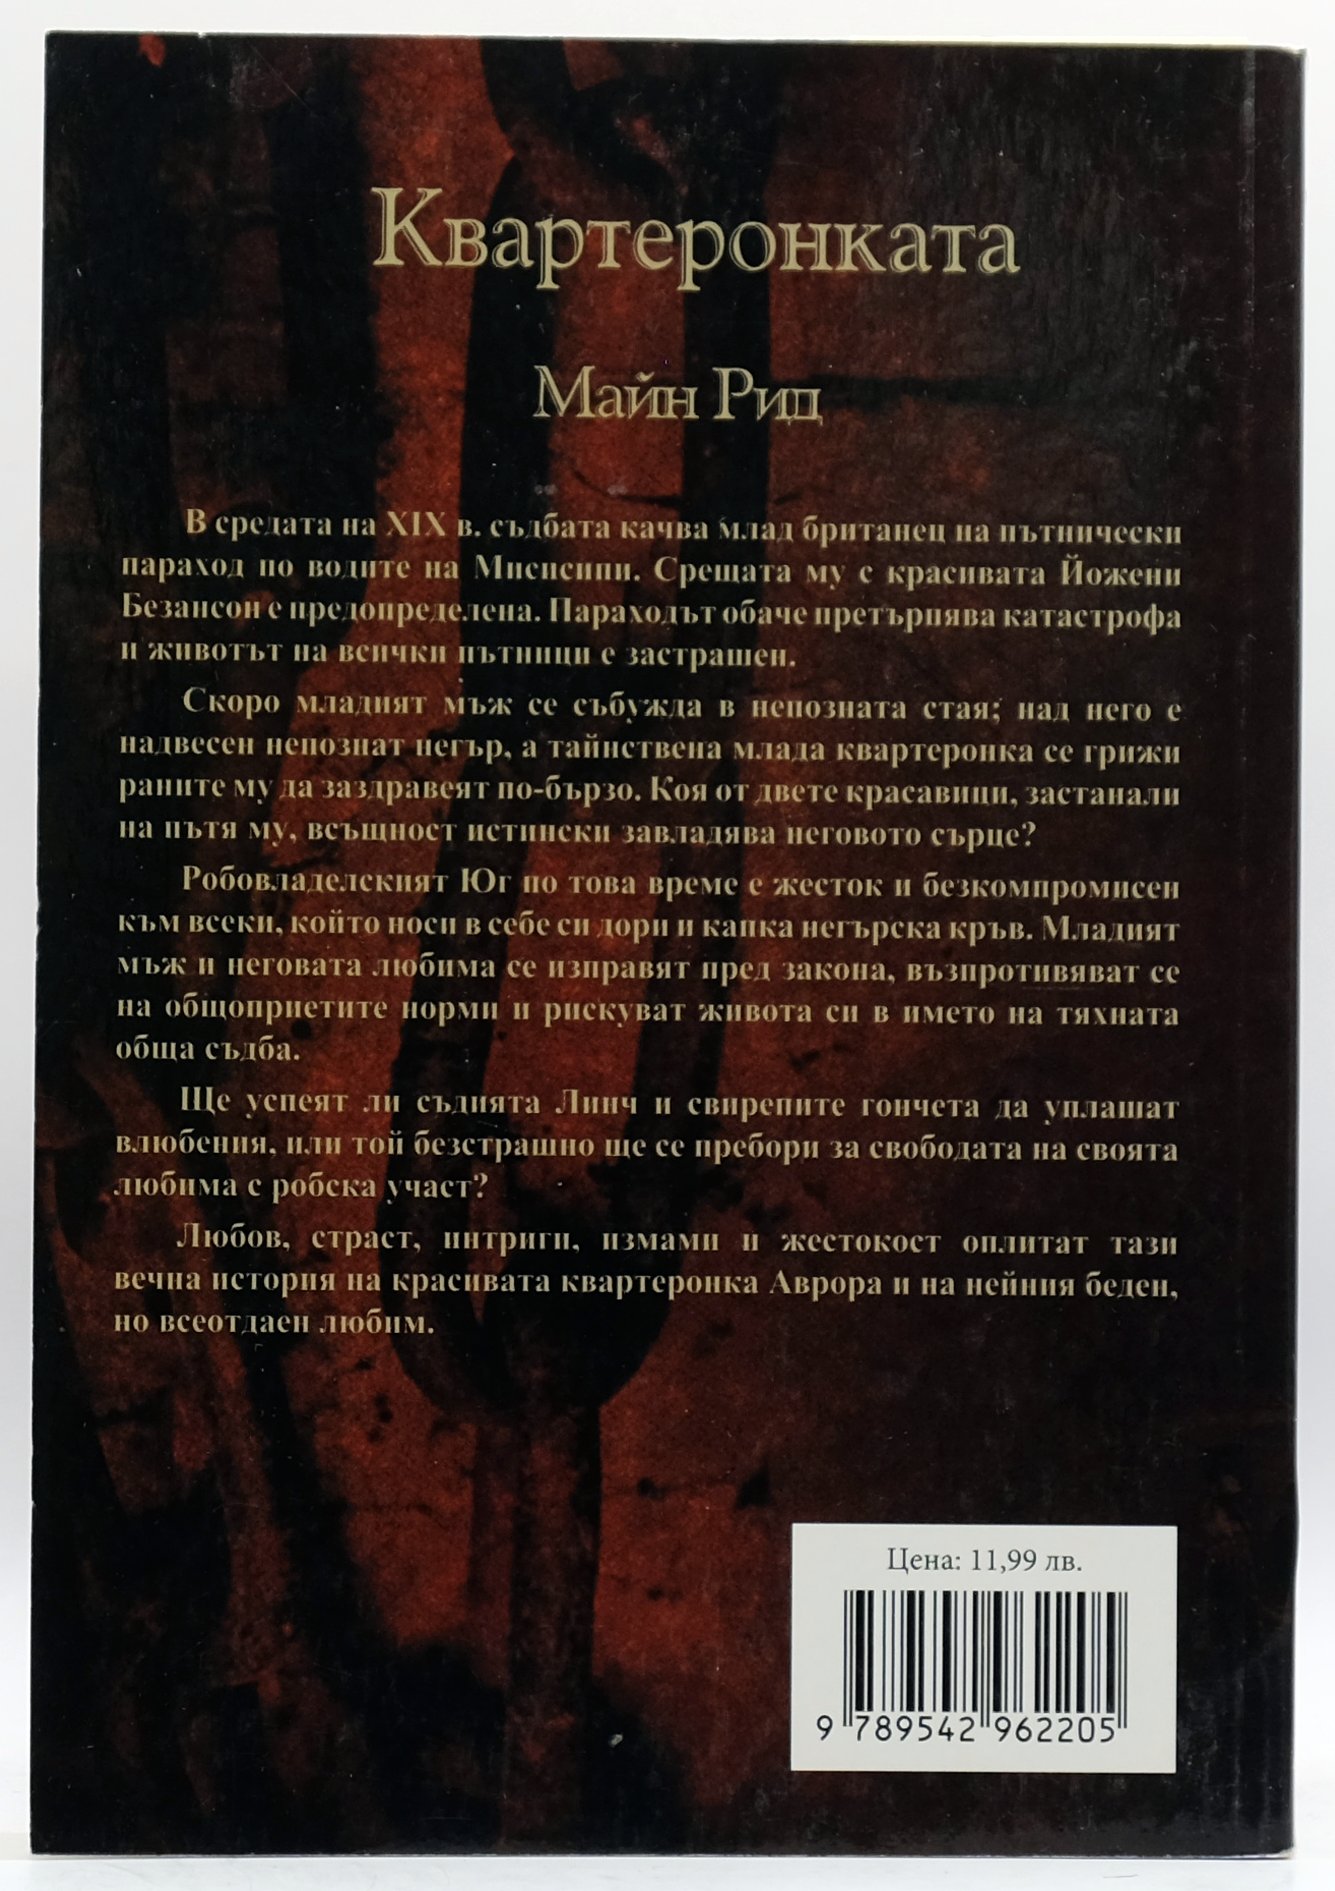 Квартеронката
Майн Рид
В средата на XIX в. съдбата качва млад британец на пътнически
параход по водите на Мисисипи. Срещата му с красивата Йожени
Безансон е предопределена. Параходът обаче претърпява катастрофа
и животът на всички пътници е застрашен.
Скоро младият мъж се събужда в непозната стая; над него е
надвесен непознат негър, а тайнствена млада квартеронка се грижи
раните му да заздравеят по-бързо. Коя от двете красавици, застанали
на пътя му, всъщност истински завладява неговото сърце?
Робовладелският Юг по това време е жесток и безкомпромисен
към всеки, който носи в себе си дори и капка негърска кръв. Младият
мъж и неговата любима се изправят пред закона, възпротивяват се
на общоприетите норми и рискуват живота си в името на тяхната
обща съдба.
Ще успеят ли съдията Линч и свирепите гончета да уплашат
влюбения, или той безстрашно ще се пребори за свободата на своята
любима с робска участ?
Любов, страст, интриги, измами и жестокост оплитат тази
вечна история на красивата квартеронка Аврора и на нейния беден,
но всеотдаен любим.
Цена: 11,99 лв.
9 789542 962205